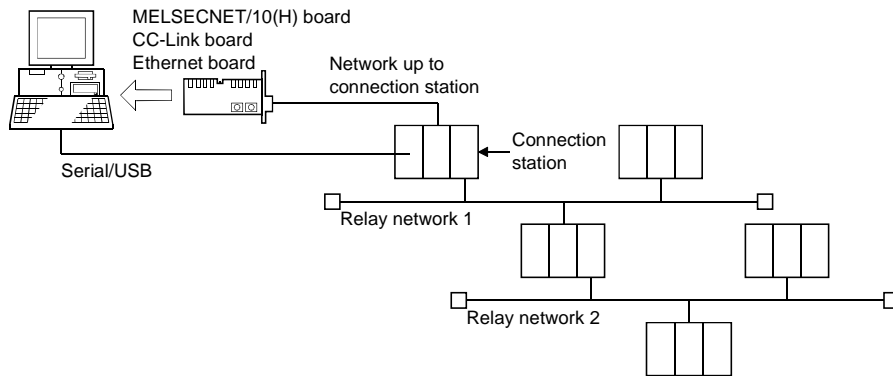 MELSECNET/10(H) board
CC-Link board
Ethernet board
Network up to
connection station
Connection
station
Serial/USB
Relay network 1
Relay network 2